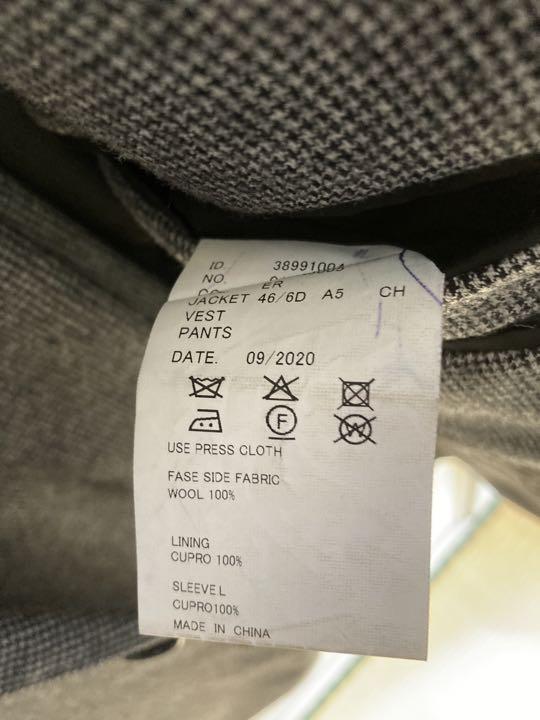 ID 38991004
NO.
ER
JACKET 46/6D A5 CH
VEST
PANTS
DATE. 09/2020
F
W
USE PRESS CLOTH
FASE SIDE FABRIC
WOOL 100%
LINING
CUPRO 100%
SLEEVE L
CUPRO100%
MADE IN CHINA